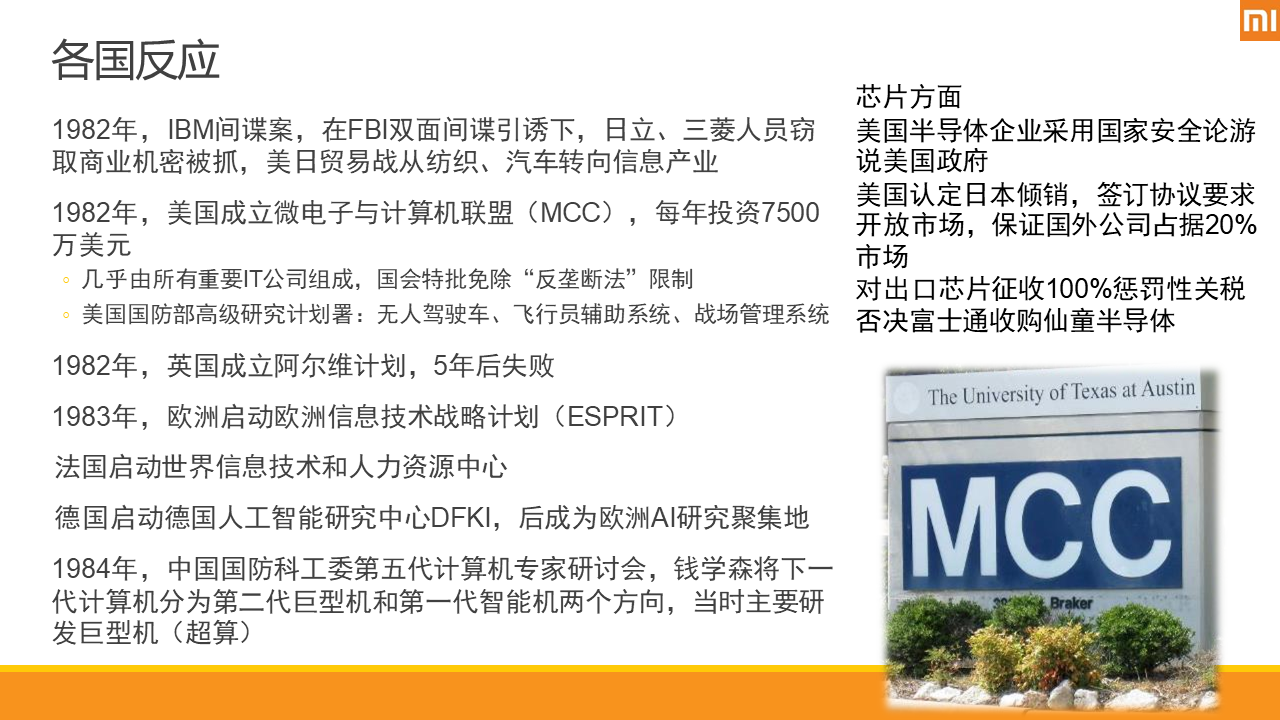 各国反应
1982年，IBM间谍案，在FBI双面间谍引诱下，日立、三菱人员窃
取商业机密被抓，美日贸易战从纺织、汽车转向信息产业
1982年，美国成立微电子与计算机联盟（MCC），每年投资7500
万美元
几乎由所有重要IT公司组成，国会特批免除“反垄断法”限制
美国国防部高级研究计划署：无人驾驶车、飞行员辅助系统、战场管理系统
1982年，英国成立阿尔维计划，5年后失败
1983年，欧洲启动欧洲信息技术战略计划（ESPRIT）
法国启动世界信息技术和人力资源中心
德国启动德国人工智能研究中心DFKI，后成为欧洲AI研究聚集地
1984年，中国国防科工委第五代计算机专家研讨会，钱学森将下一
代计算机分为第二代巨型机和第一代智能机两个方向，当时主要研
发巨型机（超算）
芯片方面
美国半导体企业采用国家安全论游
说美国政府
美国认定日本倾销，签订协议要求
开放市场，保证国外公司占据20%
市场
对出口芯片征收100%惩罚性关税
否决富士通收购仙童半导体
The University of Texas at Austin
MCC
Braker
MI